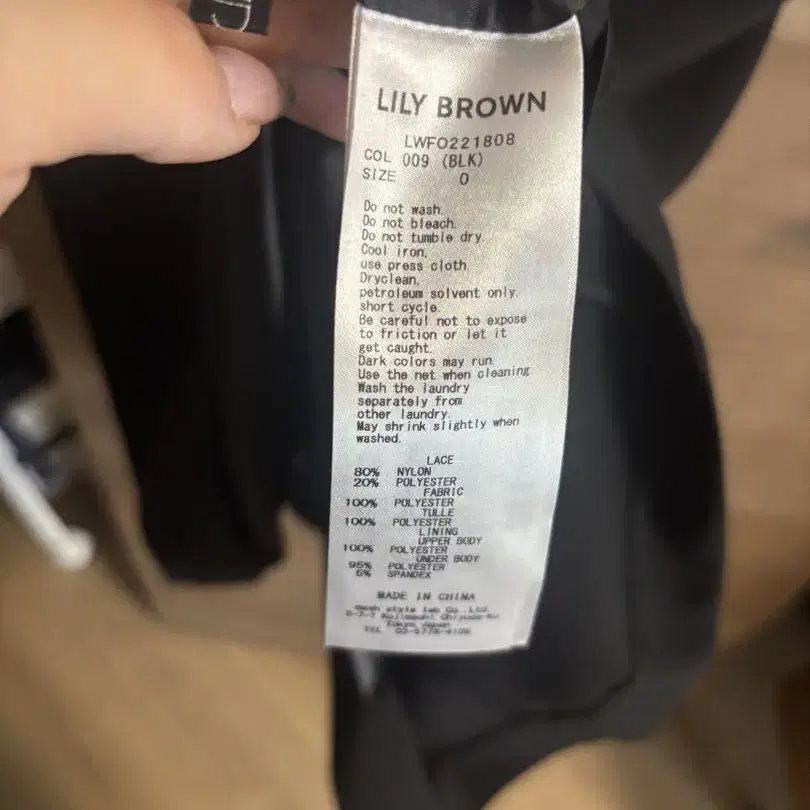 LILY BROWN
LWFO221808
COL 009 (BLK)
SIZE 0
Do not wash.
Do not bleach.
Do not tumble dry.
Cool iron.
use press cloth.
Dryclean.
petroleum solvent only.
short cycle.
Be careful not to expose
to friction or let it
get caught.
Dark colors may run.
Use the net when cleaning
Wash the laundry
separately from
other laundry.
May shrink slightly when
washed.
LACE
80% NYLON
20% POLYESTER
FABRIC
100% POLYESTER
TULLE
100% POLYESTER
LINING
UPPER BODY
100% POLYESTER
UNDER BODY
95% POLYESTER
5% SPANDEX
MADE IN CHINA
mash style lab Co.,Ltd.
Tokyo, Japan
TEL